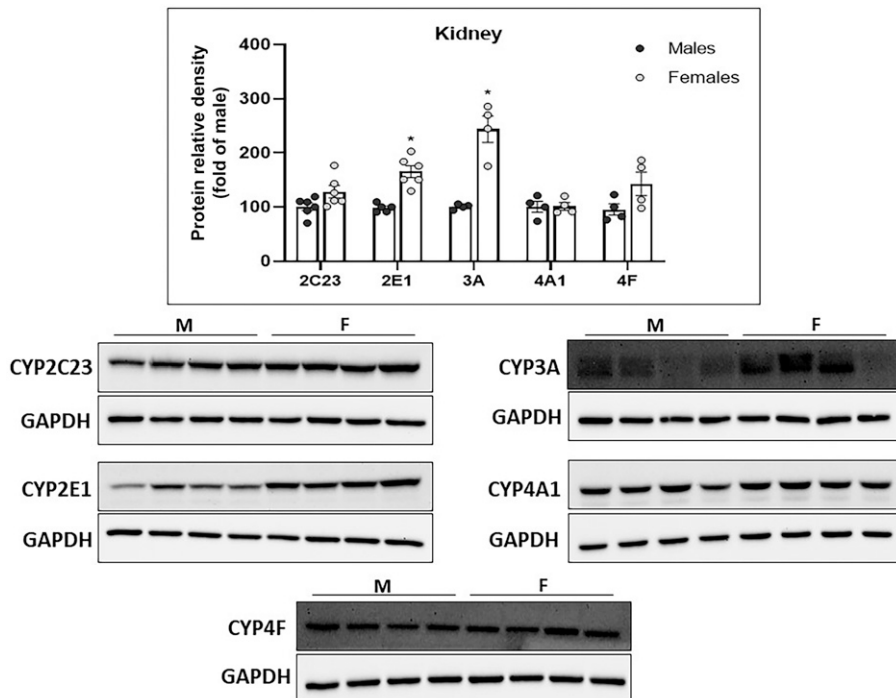 Kidney
Protein relative density
(fold of male)
400
300
200
100
0
* *
Males
Females
2C23 2E1 3A 4A1 4F
M F
CYP2C23
GAPDH
CYP2E1
GAPDH
M F
CYP3A
GAPDH
CYP4A1
GAPDH
M F
CYP4F
GAPDH